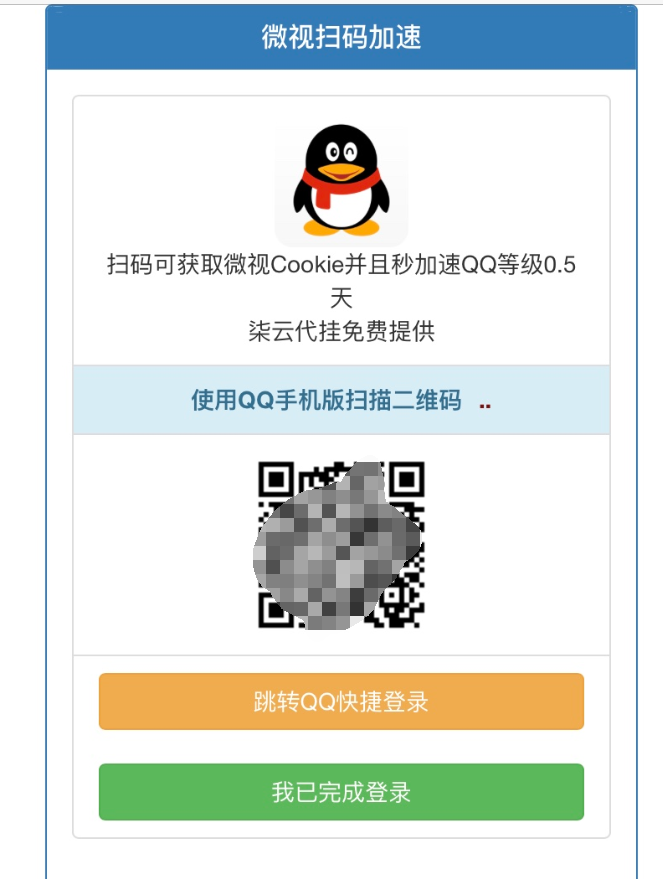 微视扫码加速
扫码可获取微视Cookie并且秒加速QQ等级0.5
天
柒云代挂免费提供
使用QQ手机版扫描二维码 ..
跳转QQ快捷登录
我已完成登录